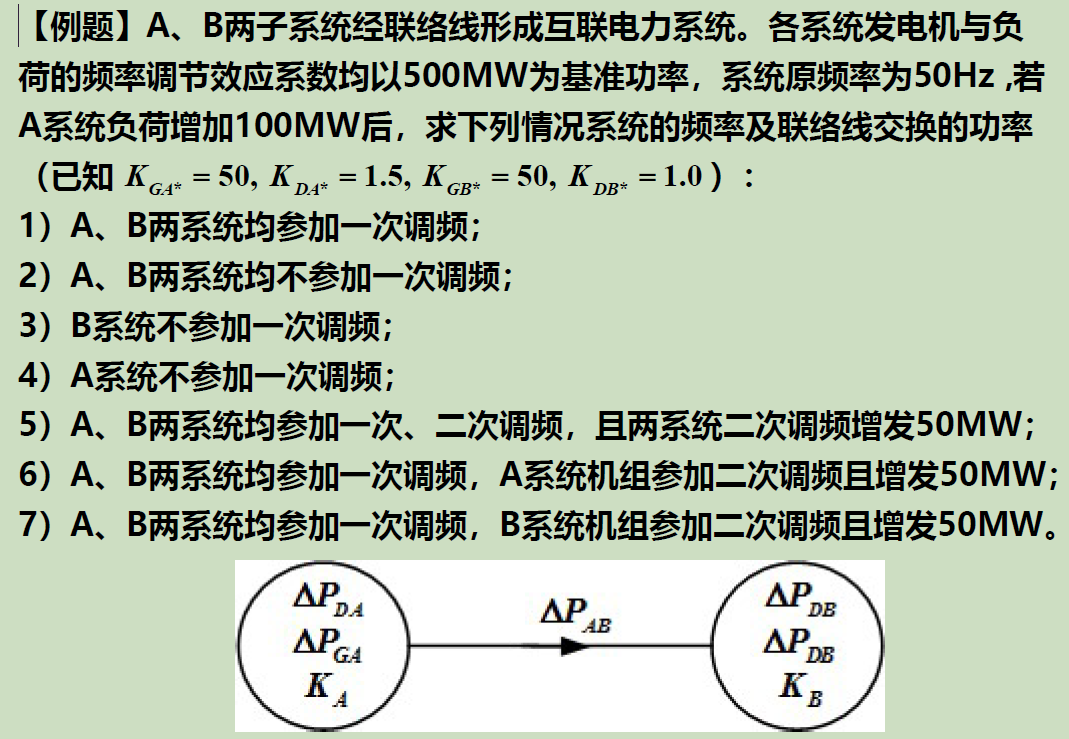 【例题】A、B两子系统经联络线形成互联电力系统。各系统发电机与负
荷的频率调节效应系数均以500MW为基准功率，系统原频率为50Hz ,若
A系统负荷增加100MW后，求下列情况系统的频率及联络线交换的功率
（已知 K_{GA*} = 50, K_{DA*} = 1.5, K_{GB*} = 50, K_{DB*} = 1.0）：
1）A、B两系统均参加一次调频；
2）A、B两系统均不参加一次调频；
3）B系统不参加一次调频；
4）A系统不参加一次调频；
5）A、B两系统均参加一次、二次调频，且两系统二次调频增发50MW；
6）A、B两系统均参加一次调频，A系统机组参加二次调频且增发50MW；
7）A、B两系统均参加一次调频，B系统机组参加二次调频且增发50MW。
ΔP_{DA}
ΔP_{GA}
K_A
ΔP_{AB}
ΔP_{DB}
ΔP_{DB}
K_B